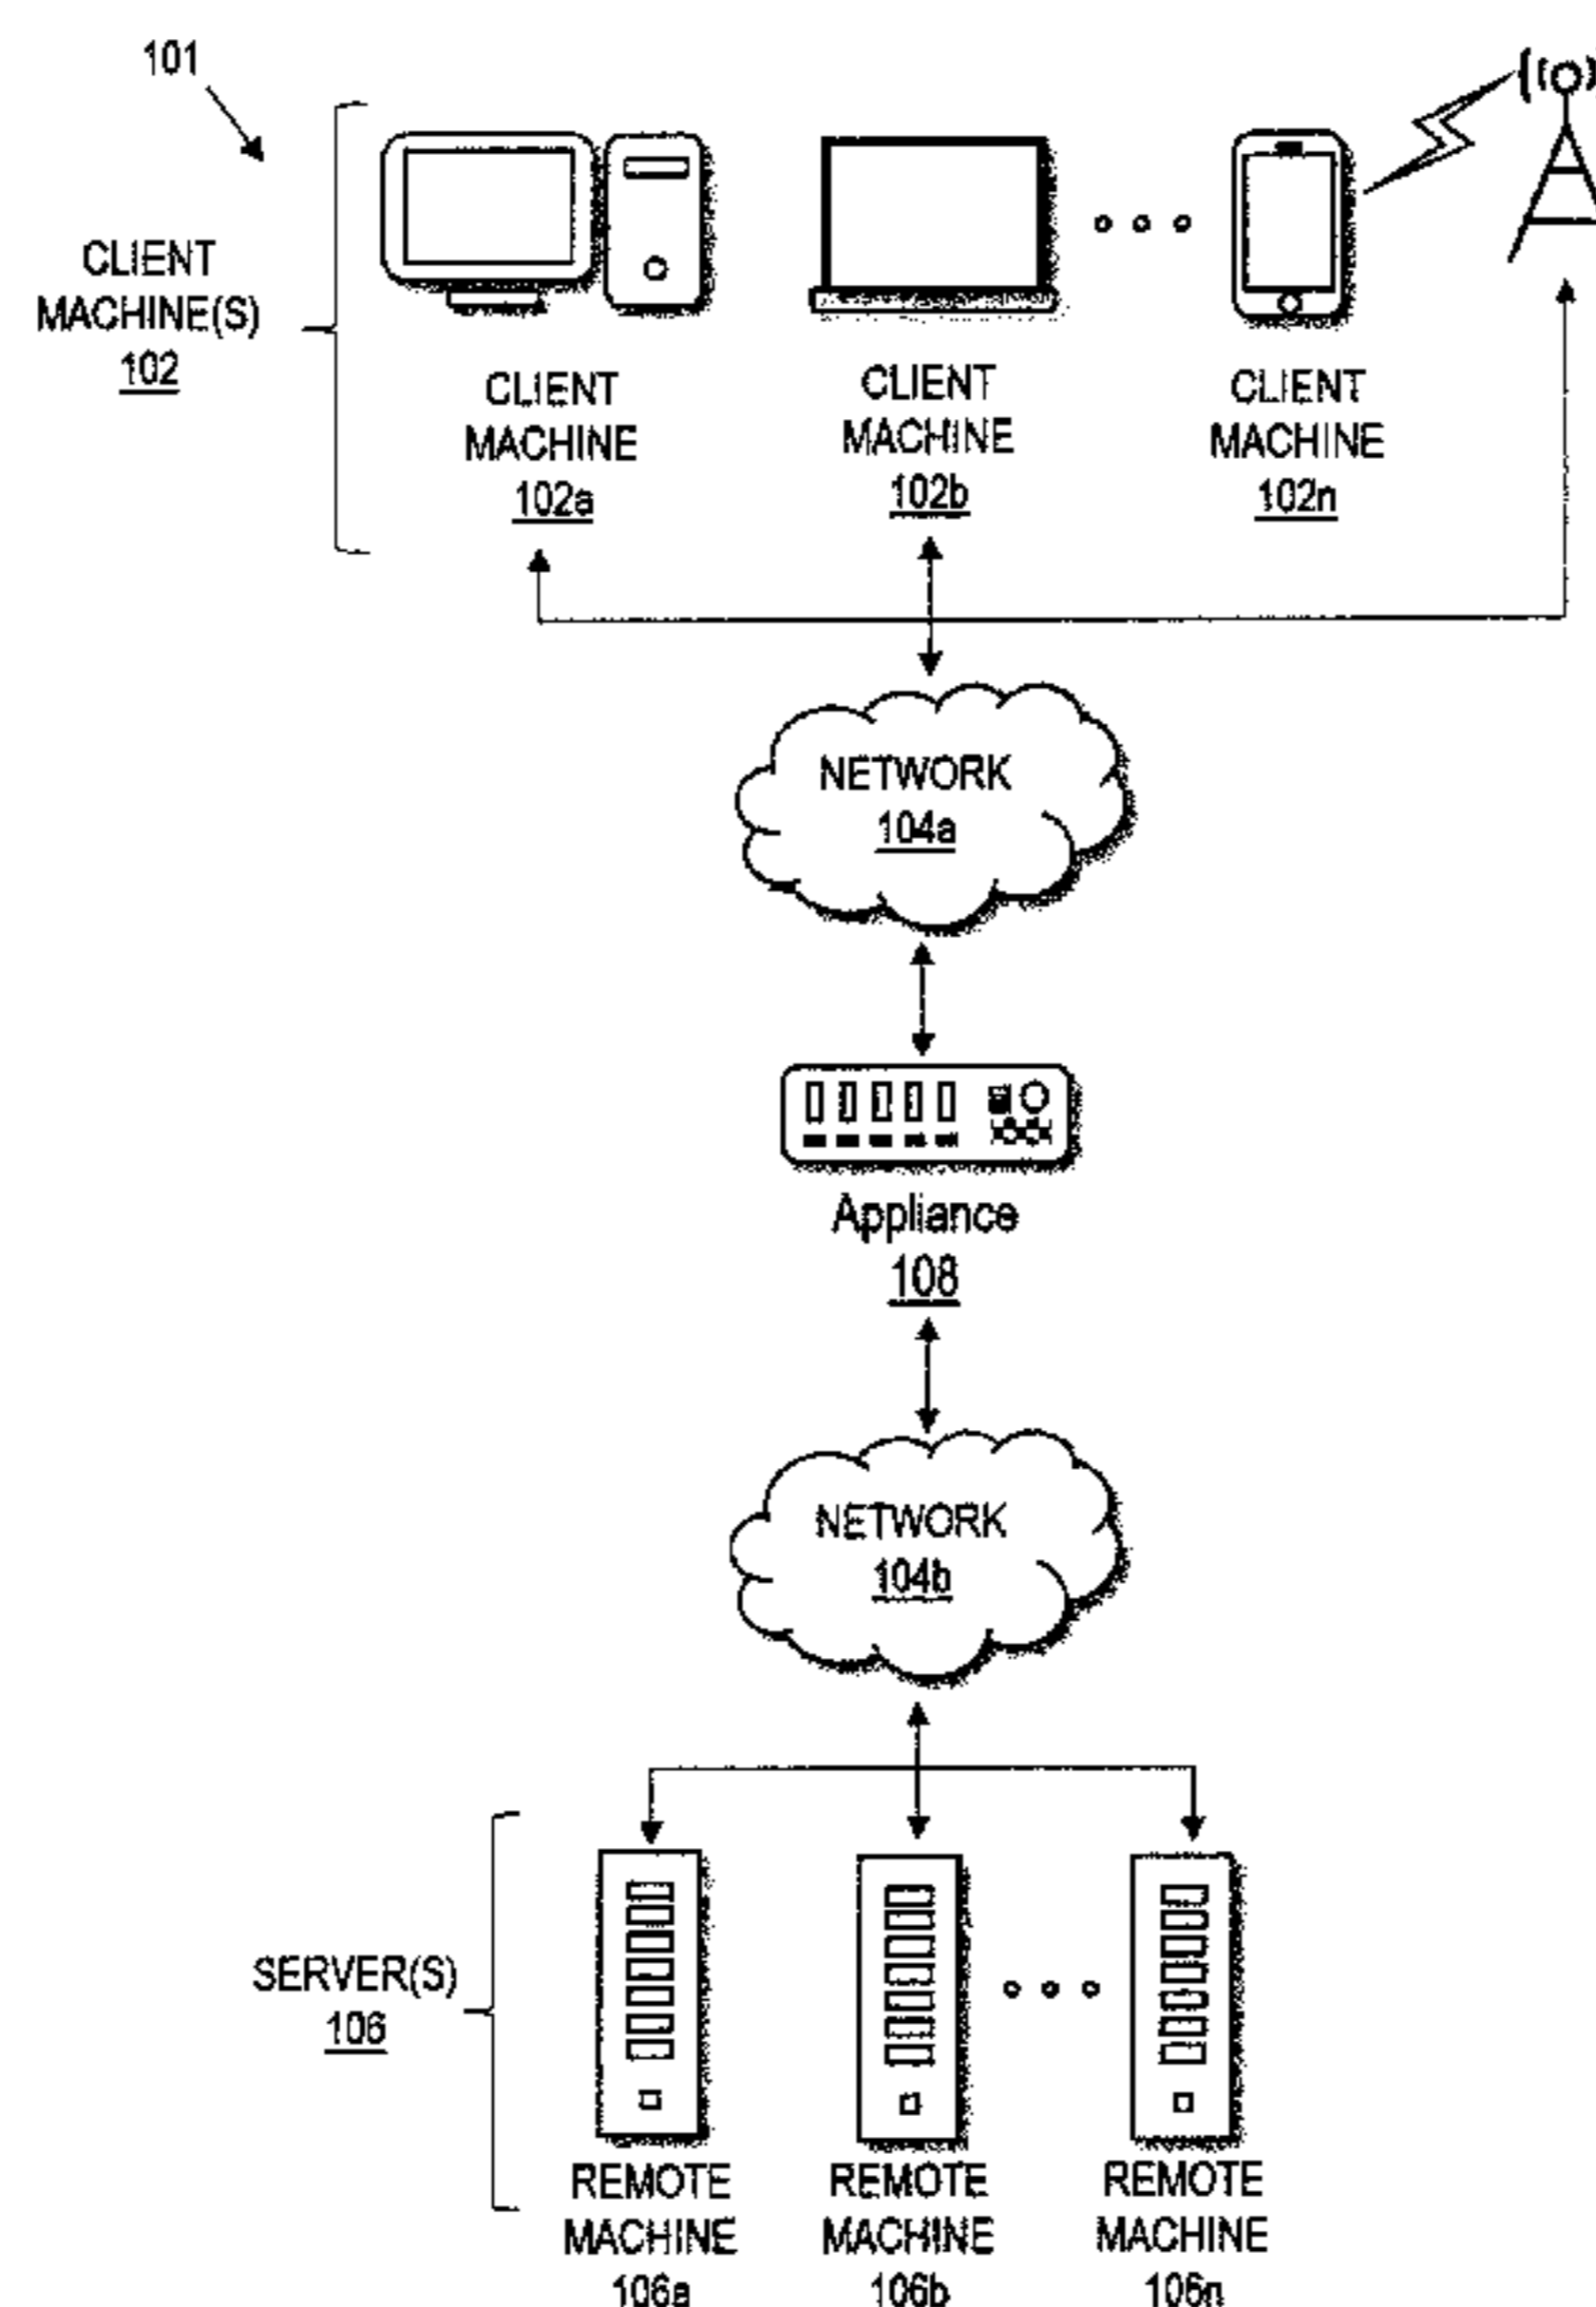 101
CLIENT
MACHINE(S)
102
CLIENT
MACHINE
102a
CLIENT
MACHINE
102b
CLIENT
MACHINE
102n
NETWORK
104a
Appliance
108
NETWORK
104b
SERVER(S)
106
REMOTE
MACHINE
106a
REMOTE
MACHINE
106b
REMOTE
MACHINE
106n